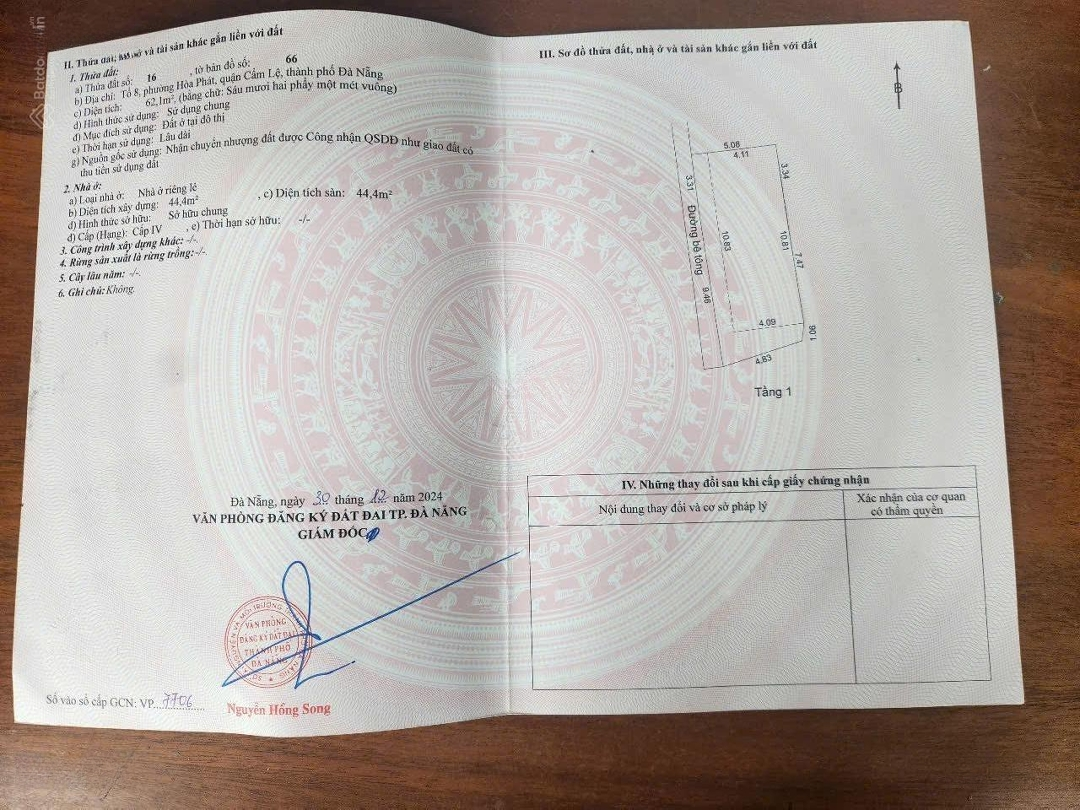 II. Thửa đất, nhà ở và tài sản khác gắn liền với đất
1. Thửa đất:
a) Thửa đất số: 16 , tờ bản đồ số: 66
b) Địa chỉ: Tổ 8, phường Hòa Phát, quận Cẩm Lệ, thành phố Đà Nẵng
c) Diện tích: 62,1m², (bằng chữ: Sáu mươi hai phẩy một mét vuông)
d) Hình thức sử dụng: Sử dụng chung
đ) Mục đích sử dụng: Đất ở tại đô thị
e) Thời hạn sử dụng: Lâu dài
g) Nguồn gốc sử dụng: Nhận chuyển nhượng đất được Công nhận QSDĐ như giao đất có
thu tiền sử dụng đất
2. Nhà ở:
a) Loại nhà ở: Nhà ở riêng lẻ
b) Diện tích xây dựng: 44,4m² , c) Diện tích sàn: 44,4m²
d) Hình thức sở hữu: Sở hữu chung
đ) Cấp (Hạng): Cấp IV , e) Thời hạn sở hữu: -/-
3. Công trình xây dựng khác: -/-
4. Rừng sản xuất là rừng trồng: -/-
5. Cây lâu năm: -/-
6. Ghi chú: Không.
Đà Nẵng, ngày 30 tháng 12 năm 2024
VĂN PHÒNG ĐĂNG KÝ ĐẤT ĐAI TP. ĐÀ NẴNG
GIÁM ĐỐC
VĂN PHÒNG
ĐĂNG KÝ ĐẤT ĐAI
THÀNH PHỐ
ĐÀ NẴNG
Nguyễn Hồng Song
Số vào sổ cấp GCN: VP 7706
III. Sơ đồ thửa đất, nhà ở và tài sản khác gắn liền với đất
B
5.08
4.11
3.34
3.31
Đường bê tông
10.83
10.81
7.47
9.46
4.09
1.06
4.83
Tầng 1
IV. Những thay đổi sau khi cấp giấy chứng nhận
Nội dung thay đổi và cơ sở pháp lý
Xác nhận của cơ quan
có thẩm quyền